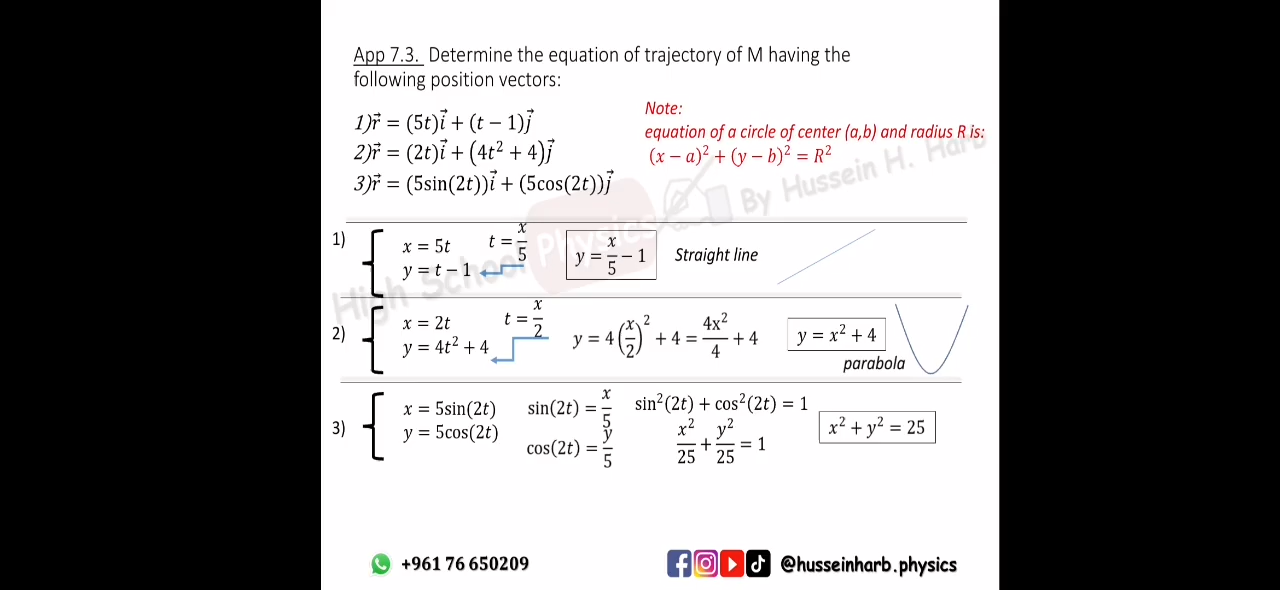 App 7.3. Determine the equation of trajectory of M having the
following position vectors:
1)r⃗ = (5t)i⃗ + (t − 1)j⃗
2)r⃗ = (2t)i⃗ + (4t² + 4)j⃗
3)r⃗ = (5sin(2t))i⃗ + (5cos(2t))j⃗
Note:
equation of a circle of center (a,b) and radius R is:
(x − a)² + (y − b)² = R²
High School Physics By Hussein H. Harb
1)
x = 5t
y = t − 1
t = x/5
y = x/5 − 1
Straight line
2)
x = 2t
y = 4t² + 4
t = x/2
y = 4(x/2)² + 4 = 4x²/4 + 4
y = x² + 4
parabola
3)
x = 5sin(2t)
y = 5cos(2t)
sin(2t) = x/5
cos(2t) = y/5
sin²(2t) + cos²(2t) = 1
x²/25 + y²/25 = 1
x² + y² = 25
+961 76 650209
@husseinharb.physics